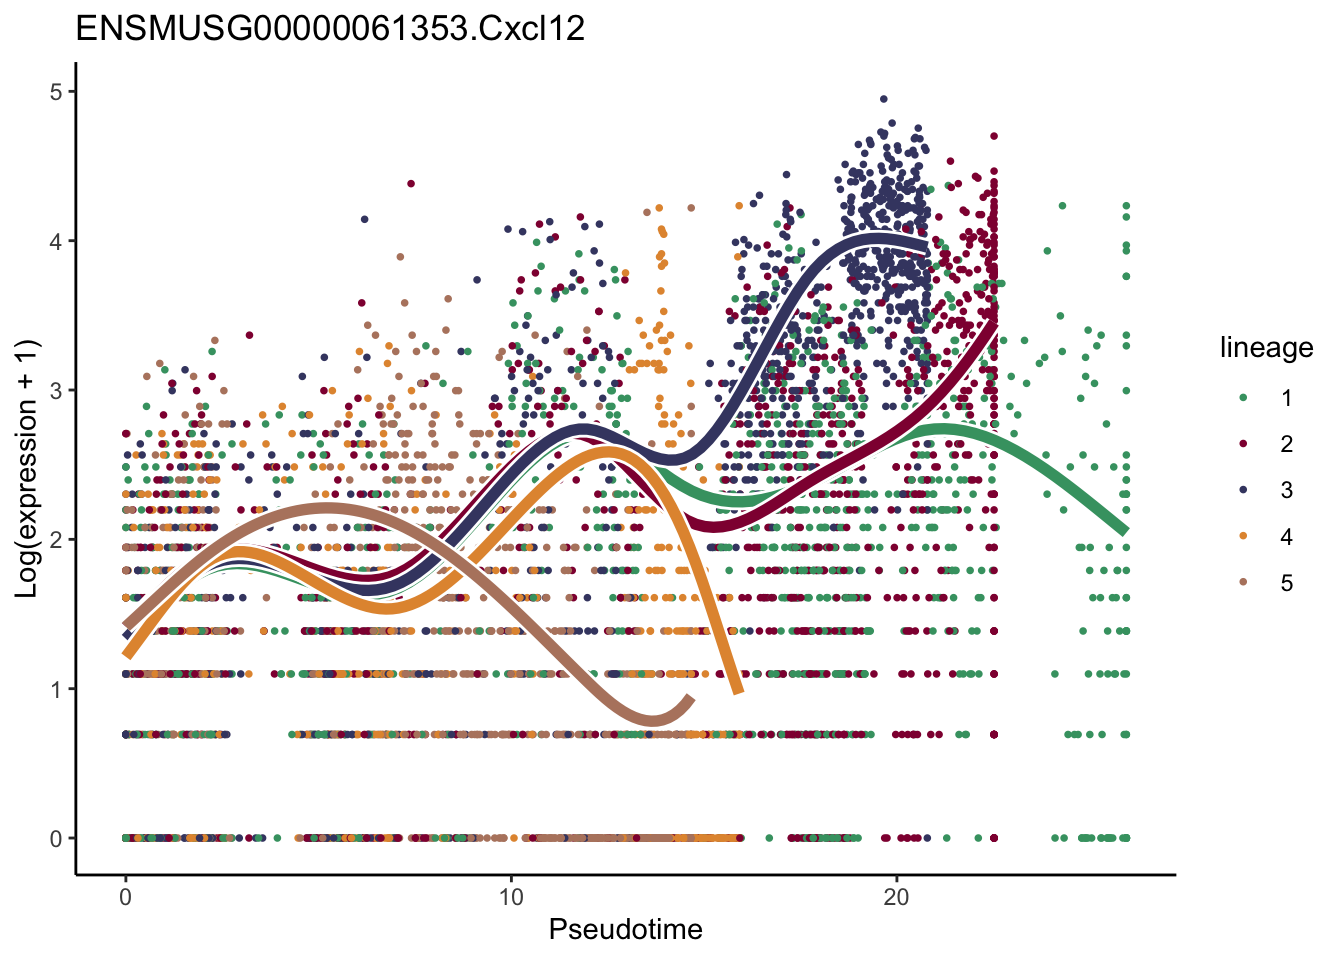 ENSMUSG00000061353.Cxcl12
Log(expression + 1)
5
4
3
2
1
0
0 10 20
Pseudotime
lineage
1
2
3
4
5